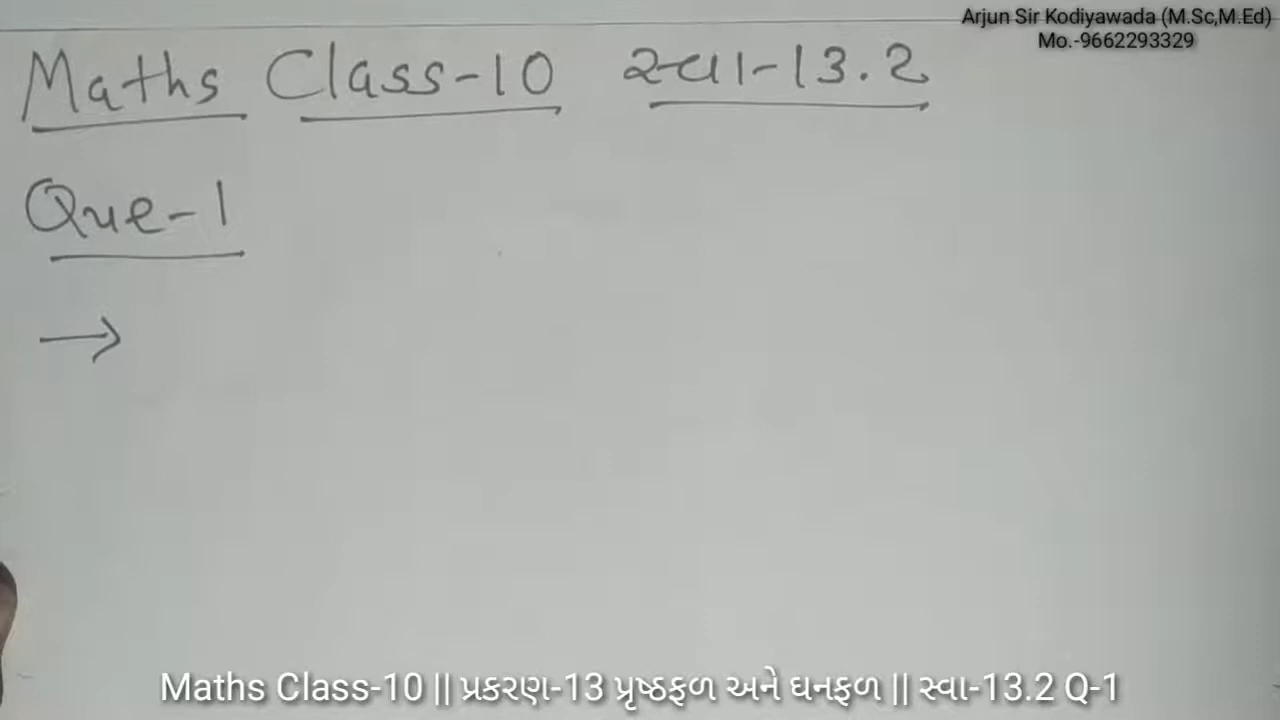 Arjun Sir Kodiyawada (M.Sc,M.Ed)
Mo.-9662293329
Maths Class-10 સ્વા-13.2
Que-1
→
Maths Class-10 || પ્રકરણ-13 પ્રૃષ્ઠફળ અને ઘનફળ || સ્વા-13.2 Q-1